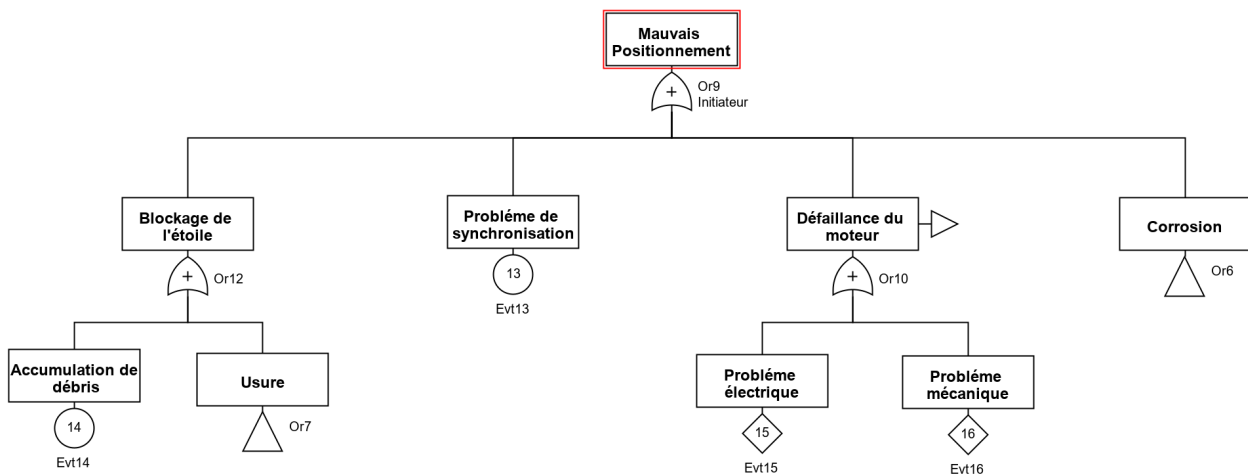 Mauvais
Positionnement
+
Or9
Initiateur
Blockage de
l'étoile
Probléme de
synchronisation
Défaillance du
moteur
Corrosion
+
Or12
13
Evt13
+
Or10
Or6
Accumulation de
débris
Usure
Probléme
électrique
Probléme
mécanique
14
Evt14
Or7
15
Evt15
16
Evt16